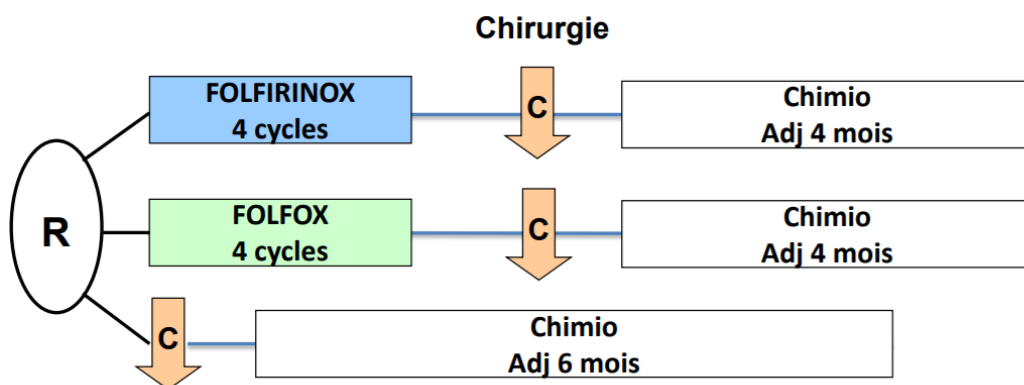 Chirurgie
FOLFIRINOX
4 cycles
C
Chimio
Adj 4 mois
R
FOLFOX
4 cycles
C
Chimio
Adj 4 mois
C
Chimio
Adj 6 mois